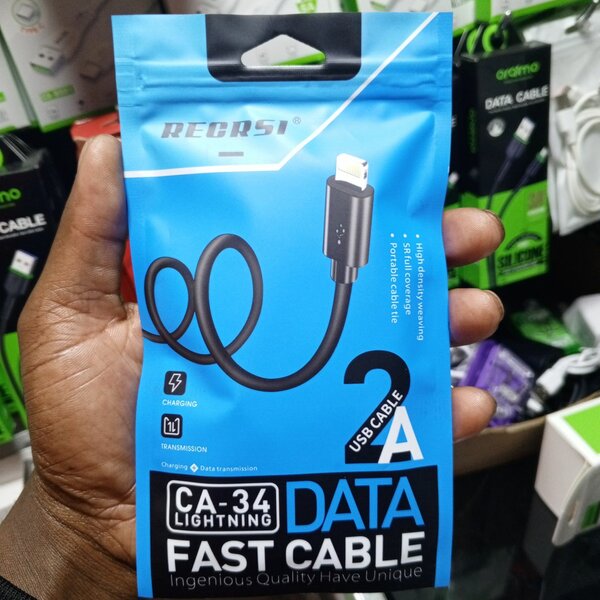 RECRSI®
High density weaving
SR full coverage
Portable cable tie
CHARGING
TRANSMISSION
Charging + Data transmission
2A
USB CABLE
CA-34
LIGHTNING
DATA
FAST CABLE
Ingenious Quality Have Unique
oraimo
DATA CABLE
SILICONE
CABLE